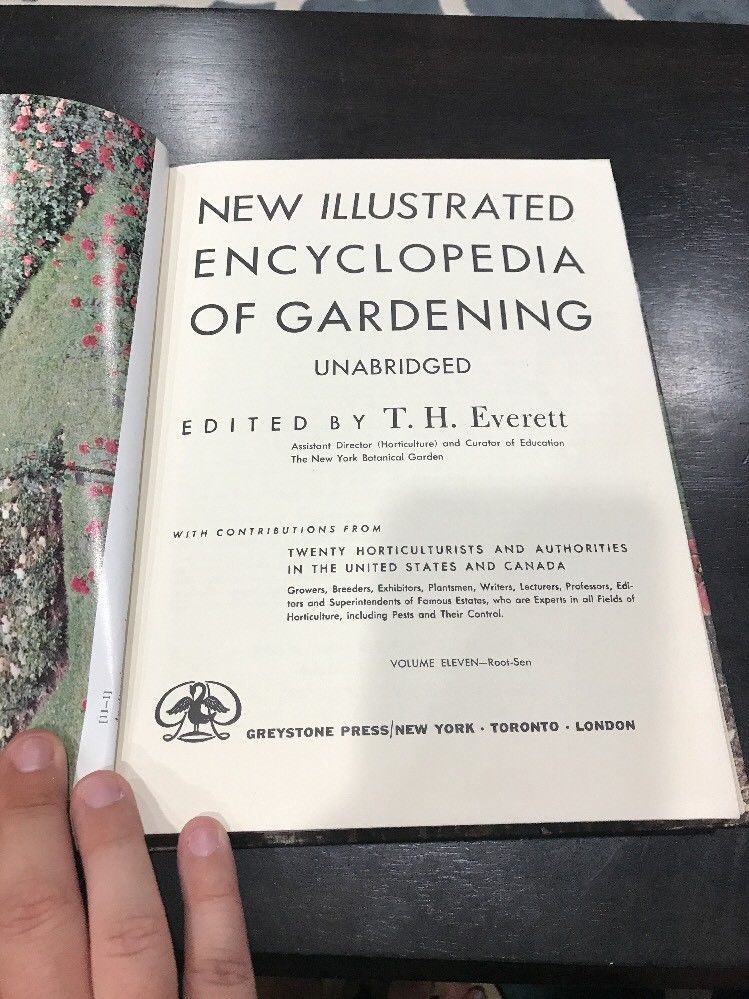 NEW ILLUSTRATED
ENCYCLOPEDIA
OF GARDENING
UNABRIDGED
EDITED BY T. H. Everett
Assistant Director (Horticulture) and Curator of Education
The New York Botanical Garden
WITH CONTRIBUTIONS FROM
TWENTY HORTICULTURISTS AND AUTHORITIES
IN THE UNITED STATES AND CANADA
Growers, Breeders, Exhibitors, Plantsmen, Writers, Lecturers, Professors, Edi-
tors and Superintendents of Famous Estates, who are Experts in all Fields of
Horticulture, including Pests and Their Control.
VOLUME ELEVEN—Root-Sen
GREYSTONE PRESS/NEW YORK · TORONTO · LONDON
[11–1]